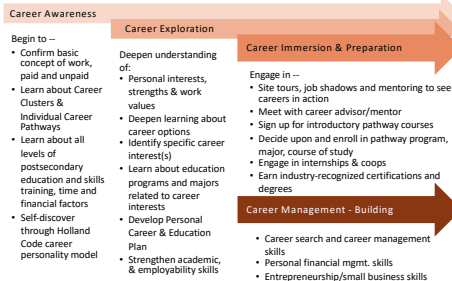 Career Awareness
Begin to --
• Confirm basic
concept of work,
paid and unpaid
• Learn about Career
Clusters &
Individual Career
Pathways
• Learn about all
levels of
postsecondary
education and skills
training, time and
financial factors
• Self-discover
through Holland
Code career
personality model
Career Exploration
Deepen understanding
of:
• Personal interests,
strengths & work
values
• Deepen learning about
career options
• Identify specific career
interest(s)
• Learn about education
programs and majors
related to career
interests
• Develop Personal
Career & Education
Plan
• Strengthen academic,
& employability skills
Career Immersion & Preparation
Engage in --
• Site tours, job shadows and mentoring to see
careers in action
• Meet with career advisor/mentor
• Sign up for introductory pathway courses
• Decide upon and enroll in pathway program,
major, course of study
• Engage in internships & coops
• Earn industry-recognized certifications and
degrees
Career Management - Building
• Career search and career management
skills
• Personal financial mgmt. skills
• Entrepreneurship/small business skills